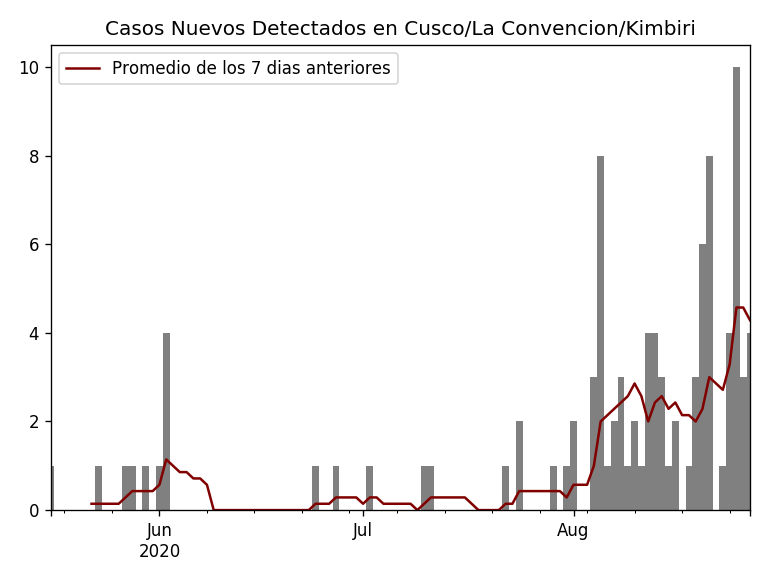 Casos Nuevos Detectados en Cusco/La Convencion/Kimbiri
Promedio de los 7 dias anteriores
10
8
6
4
2
0
Jun
2020
Jul
Aug